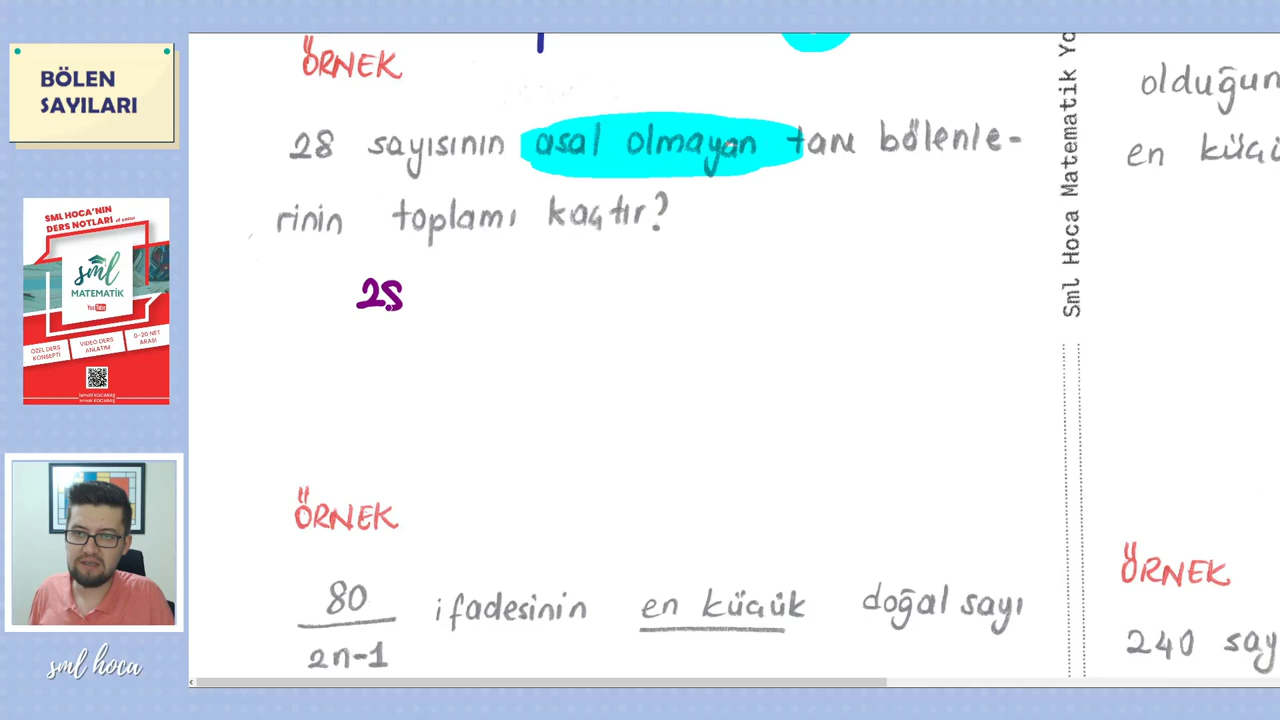 BÖLEN
SAYILARI
SML HOCA'NIN
DERS NOTLARI
sml
MATEMATİK
YouTube
ÖZEL DERS
KONSEPTİ
VIDEO DERS
ANLATIM
0-20 NET
ARASI
sml hoca
ÖRNEK
28 sayısının asal olmayan tam bölenle-
rinin toplamı kaçtır?
28
ÖRNEK
80
2n-1
ifadesinin en küçük doğal sayı
Sml Hoca Matematik Yo
olduğun
en küçü
ÖRNEK
240 say